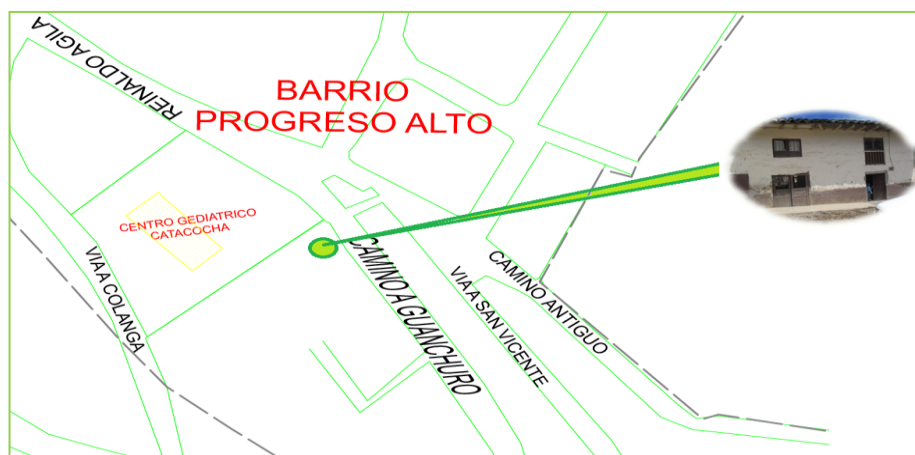 REINALDO AGILA
BARRIO
PROGRESO ALTO
CENTRO GEDIATRICO
CATACOCHA
VIA A COLANGA
CAMINO A GUANCHURO
VIA A SAN VICENTE
CAMINO ANTIGUO